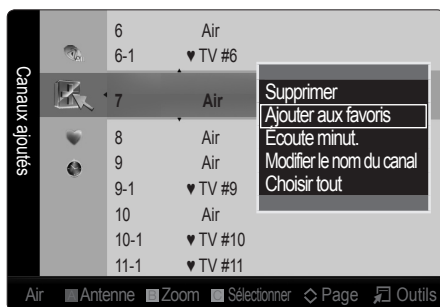 Canaux ajoutés
6 Air
6-1 ♥ TV #6
7 Air
8 Air
9 Air
9-1 ♥ TV #9
10 Air
10-1 ♥ TV #10
11-1 ♥ TV #11
Supprimer
Ajouter aux favoris
Écoute minut.
Modifier le nom du canal
Choisir tout
Air A Antenne B Zoom C Sélectionner Page Outils